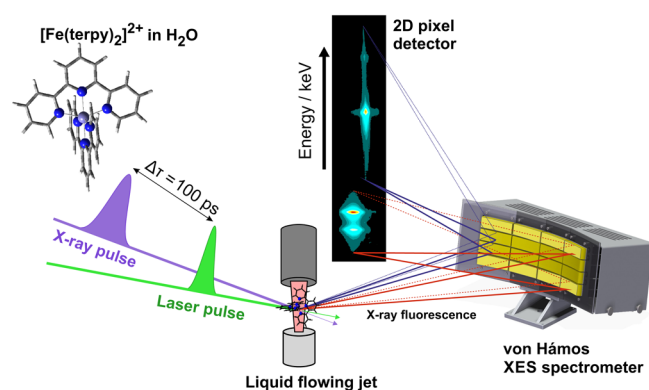 [Fe(terpy)₂]²⁺ in H₂O
2D pixel
detector
Energy / keV
Δτ = 100 ps
X-ray pulse
Laser pulse
X-ray fluorescence
Liquid flowing jet
von Hámos
XES spectrometer